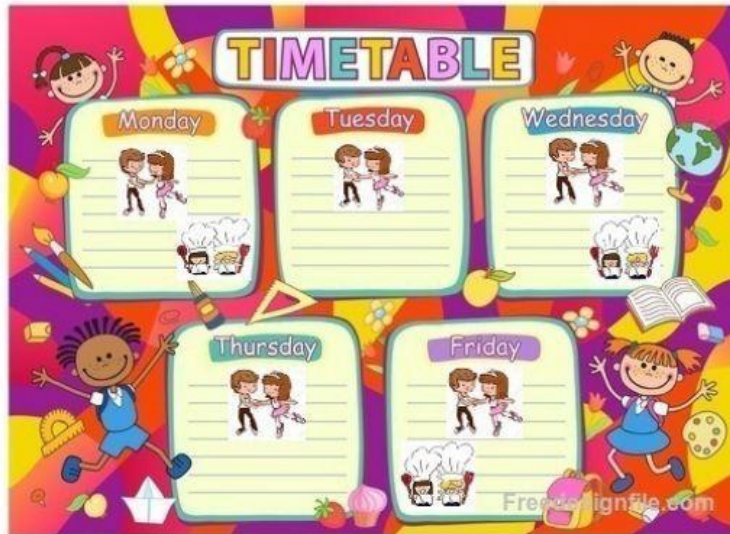 TIMETABLE
Monday
Tuesday
Wednesday
Thursday
Friday
Freedesignfile.com